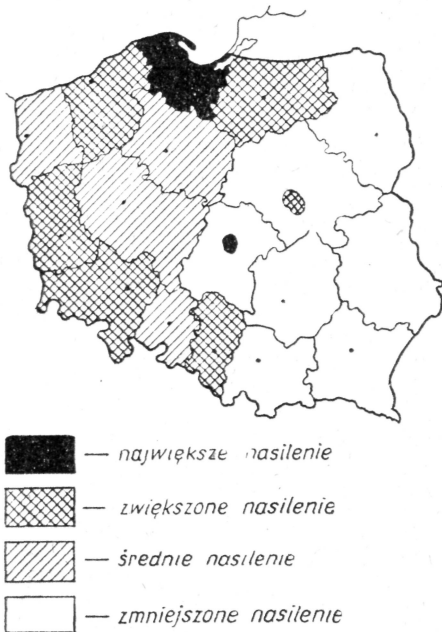 — największe nasilenie
— zwiększone nasilenie
— średnie nasilenie
— zmniejszone nasilenie